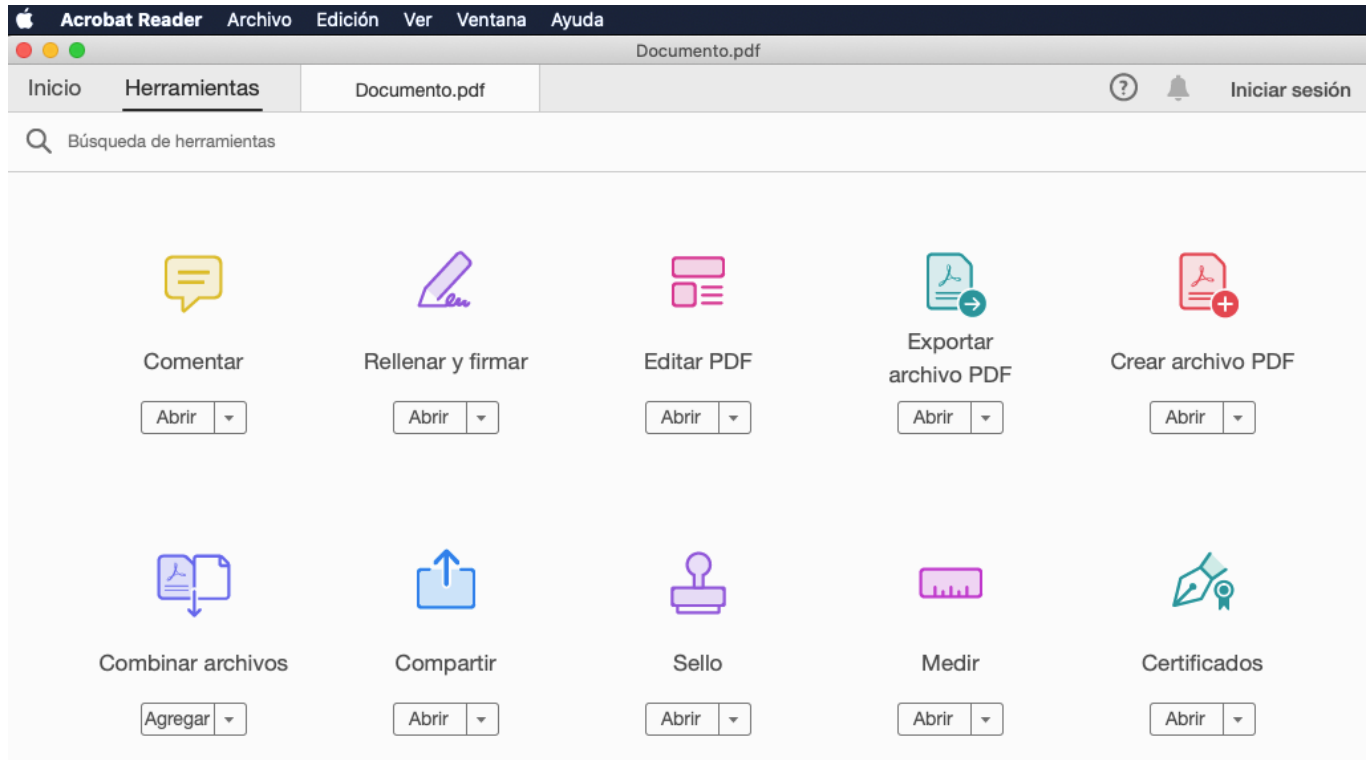 Acrobat Reader Archivo Edición Ver Ventana Ayuda
Documento.pdf
Inicio Herramientas Documento.pdf Iniciar sesión
Búsqueda de herramientas
Comentar Rellenar y firmar Editar PDF Exportar archivo PDF Crear archivo PDF
Abrir Abrir Abrir Abrir Abrir
Combinar archivos Compartir Sello Medir Certificados
Agregar Abrir Abrir Abrir Abrir